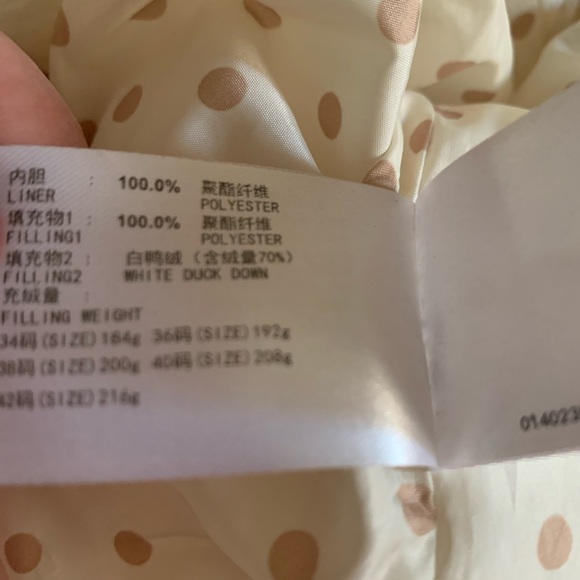 内胆 : 100.0% 聚酯纤维
LINER POLYESTER
填充物1 : 100.0% 聚酯纤维
FILLING1 POLYESTER
填充物2 : 白鸭绒 (含绒量70%)
FILLING2 WHITE DUCK DOWN
充绒量 :
FILLING WEIGHT
34码(SIZE)184g 36码(SIZE)192g
38码(SIZE)200g 40码(SIZE)208g
42码(SIZE)216g